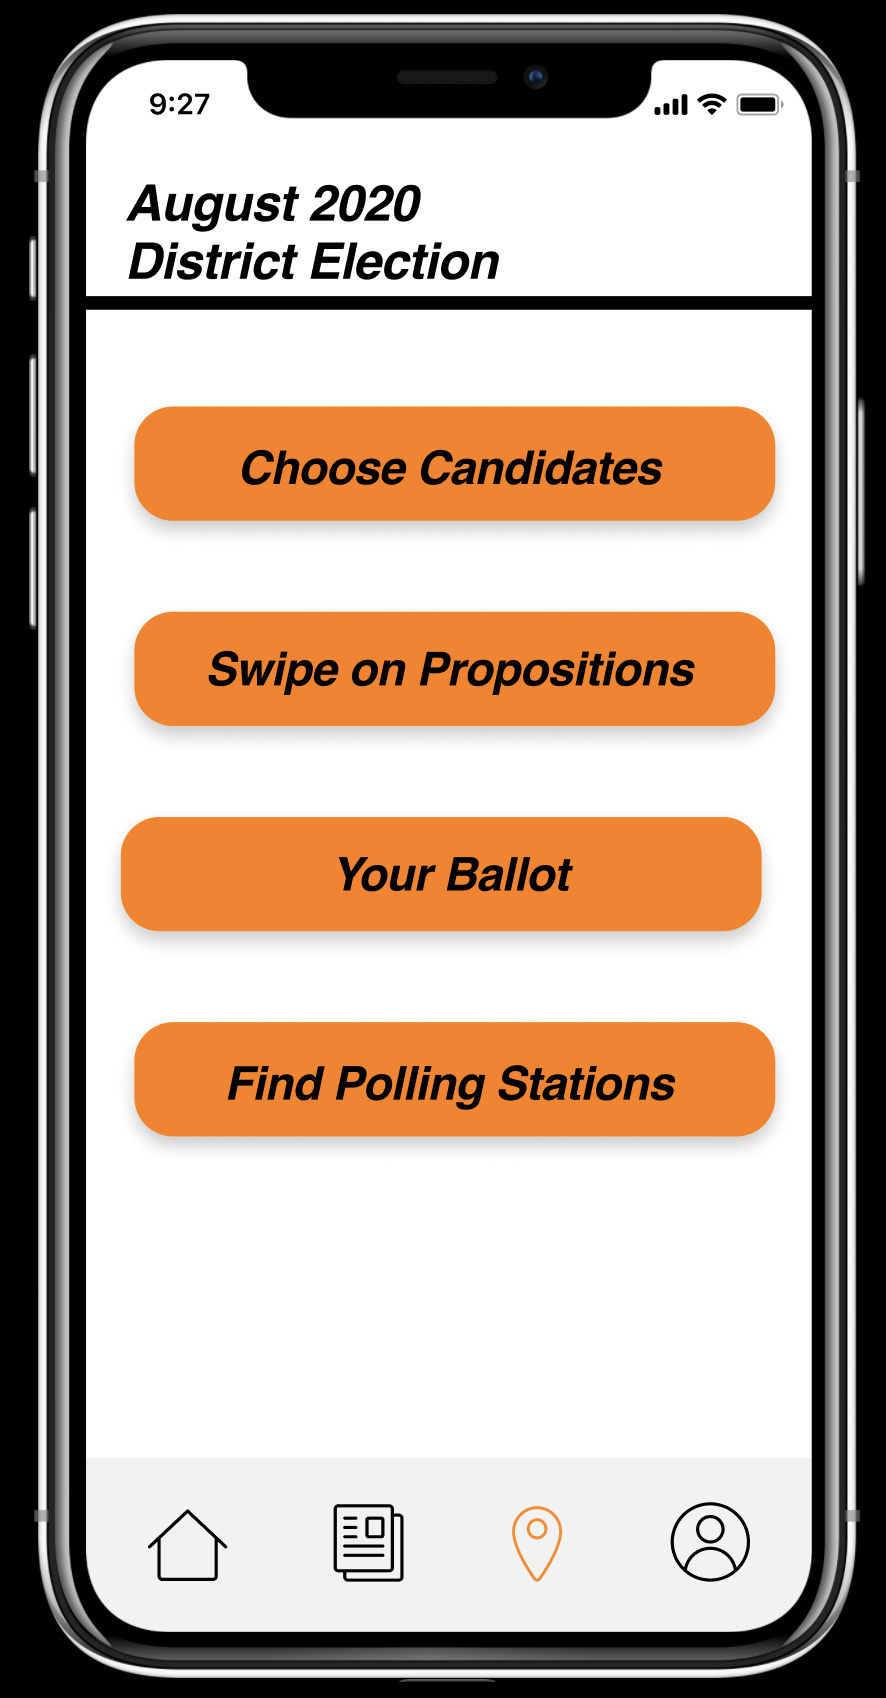 9:27
August 2020
District Election
Choose Candidates
Swipe on Propositions
Your Ballot
Find Polling Stations